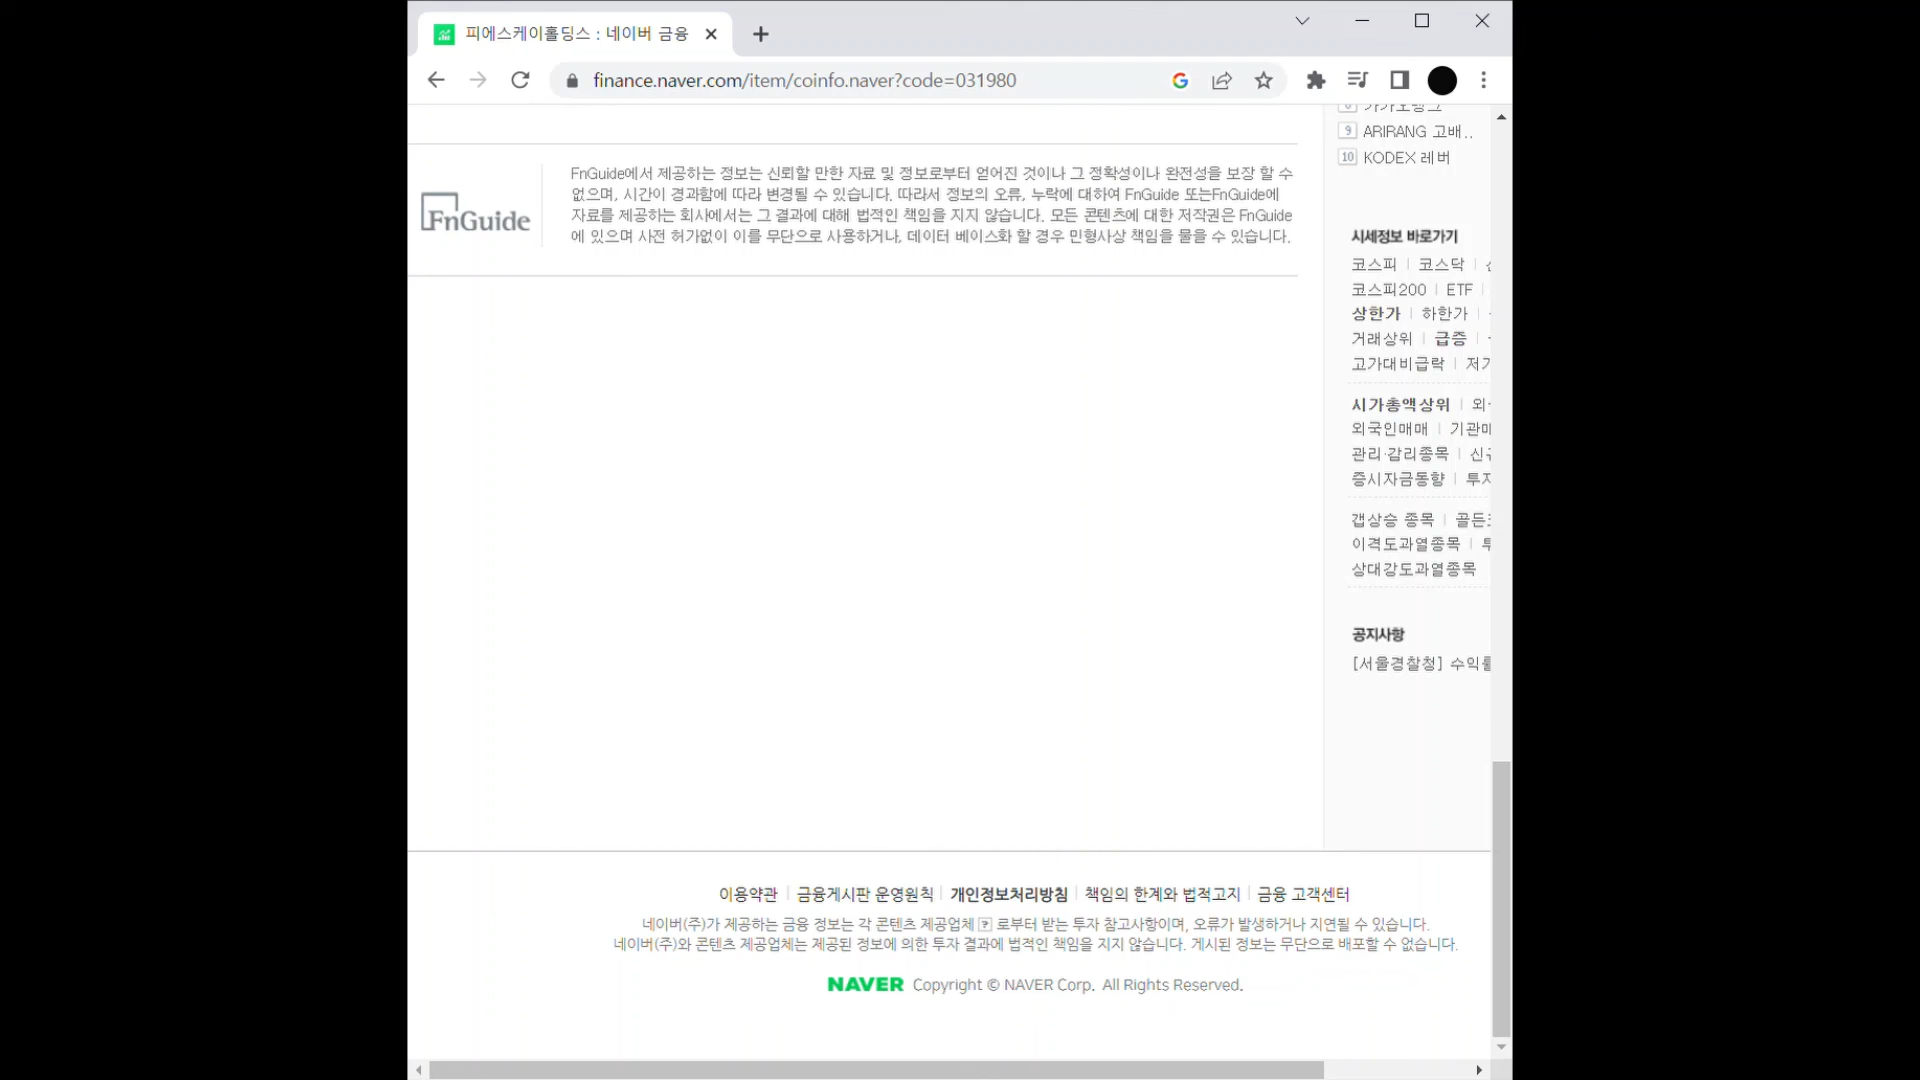 피에스케이홀딩스 : 네이버 금융
finance.naver.com/item/coinfo.naver?code=031980
9 ARIRANG 고배..
10 KODEX 레버
FnGuide
FnGuide에서 제공하는 정보는 신뢰할 만한 자료 및 정보로부터 얻어진 것이나 그 정확성이나 완전성을 보장 할 수
없으며, 시간이 경과함에 따라 변경될 수 있습니다. 따라서 정보의 오류, 누락에 대하여 FnGuide 또는FnGuide에
자료를 제공하는 회사에서는 그 결과에 대해 법적인 책임을 지지 않습니다. 모든 콘텐츠에 대한 저작권은 FnGuide
에 있으며 사전 허가없이 이를 무단으로 사용하거나, 데이터 베이스화 할 경우 민형사상 책임을 물을 수 있습니다.
시세정보 바로가기
코스피 | 코스닥 |
코스피200 | ETF |
상한가 | 하한가 |
거래상위 | 급증 |
고가대비급락 | 저가
시가총액상위 | 외
외국인매매 | 기관매
관리·감리종목 | 신규
증시자금동향 | 투자
갭상승 종목 | 골든
이격도과열종목 | 투
상대강도과열종목
공지사항
[서울경찰청] 수익률
이용약관 | 금융게시판 운영원칙 | 개인정보처리방침 | 책임의 한계와 법적고지 | 금융 고객센터
네이버(주)가 제공하는 금융 정보는 각 콘텐츠 제공업체 ? 로부터 받는 투자 참고사항이며, 오류가 발생하거나 지연될 수 있습니다.
네이버(주)와 콘텐츠 제공업체는 제공된 정보에 의한 투자 결과에 법적인 책임을 지지 않습니다. 게시된 정보는 무단으로 배포할 수 없습니다.
NAVER Copyright © NAVER Corp. All Rights Reserved.